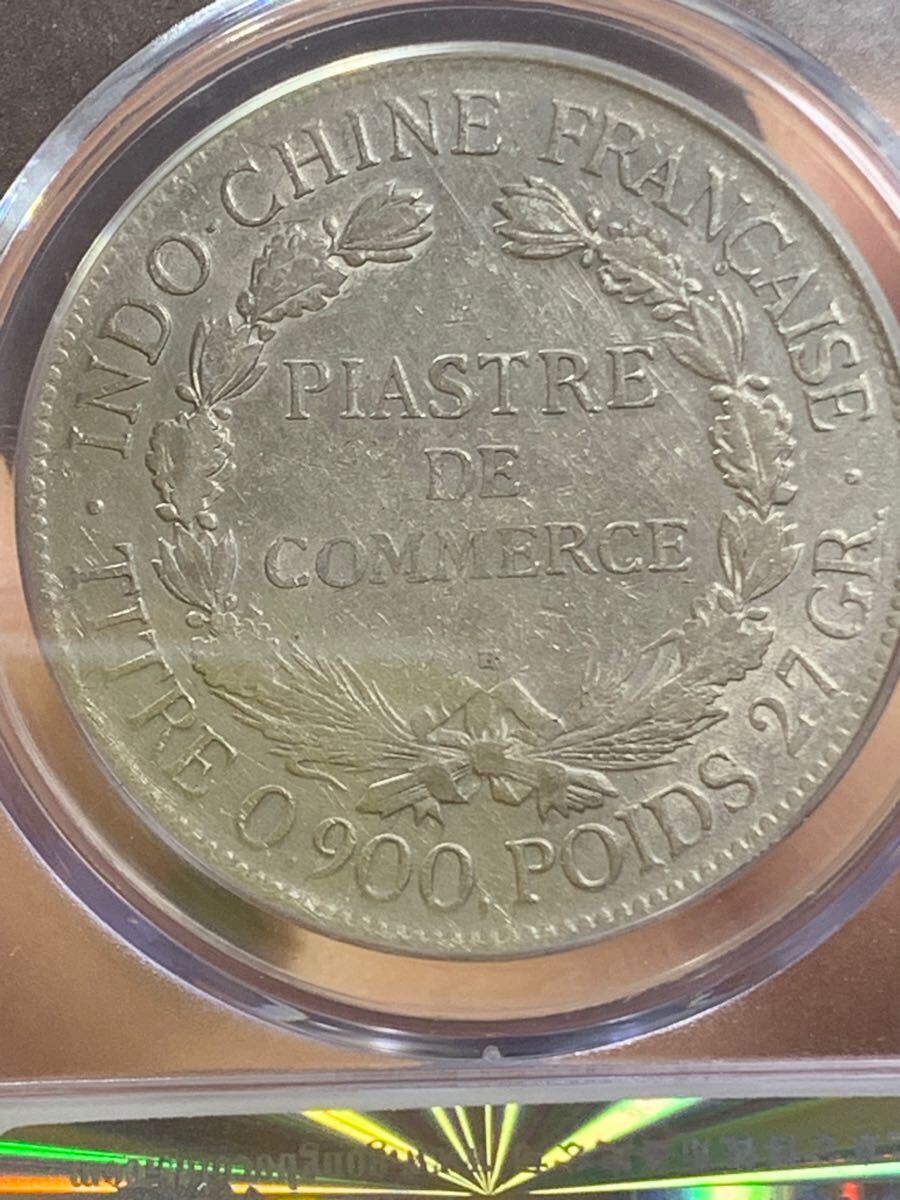 · INDO-CHINE FRANÇAISE ·
PIASTRE
DE
COMMERCE
TITRE 0.900. POIDS 27 GR.